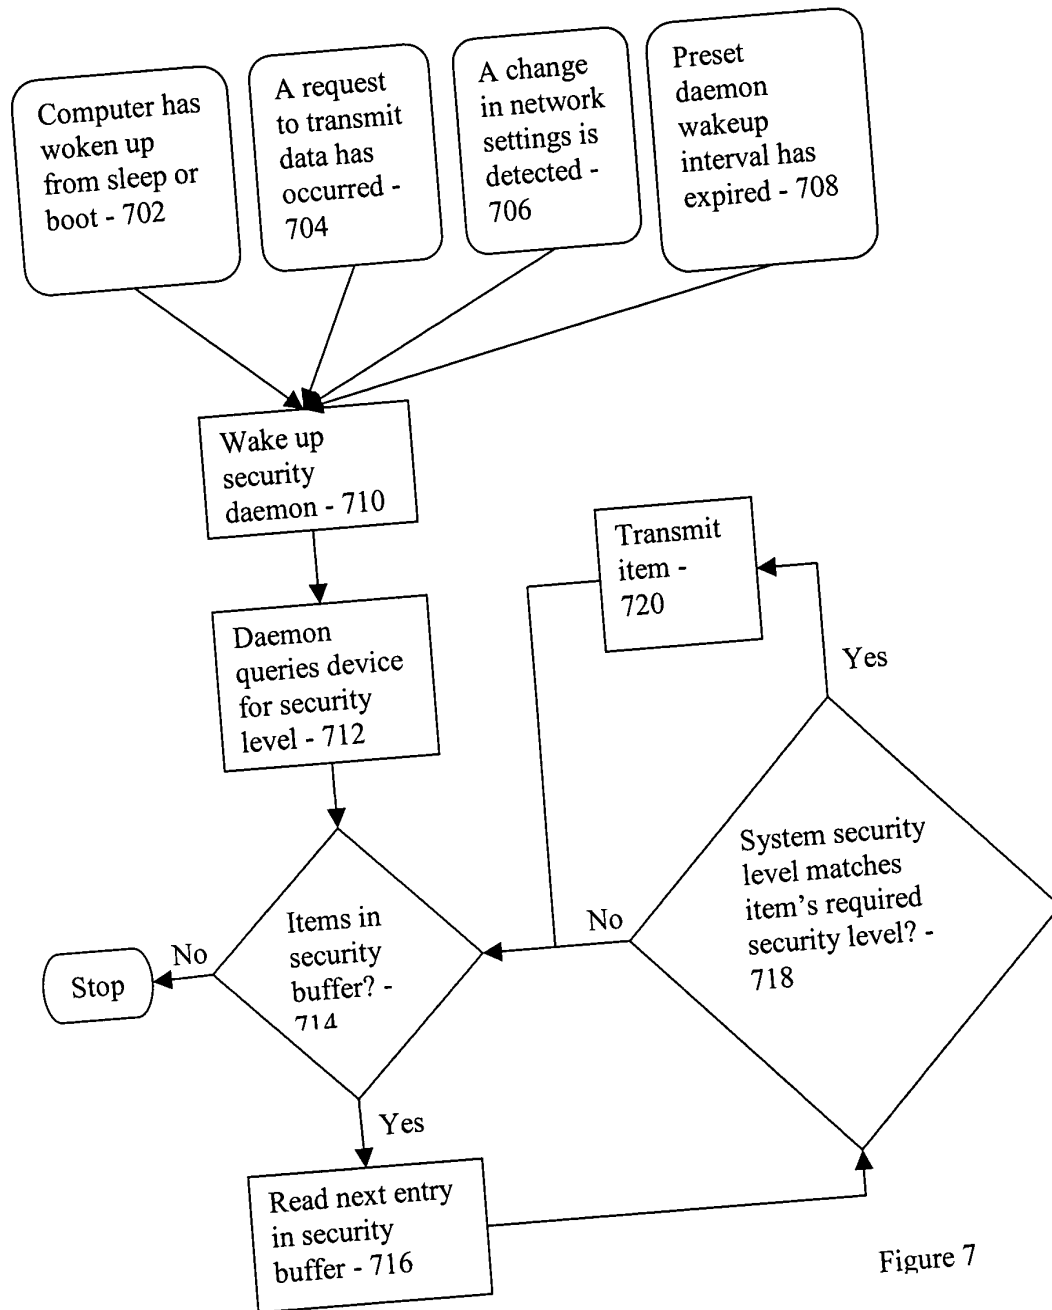 Computer has
woken up
from sleep or
boot - 702
A request
to transmit
data has
occurred -
704
A change
in network
settings is
detected -
706
Preset
daemon
wakeup
interval has
expired - 708
Wake up
security
daemon - 710
Daemon
queries device
for security
level - 712
Items in
security
buffer? -
714
No
Stop
Yes
Read next entry
in security
buffer - 716
System security
level matches
item's required
security level? -
718
No
Yes
Transmit
item -
720
Figure 7